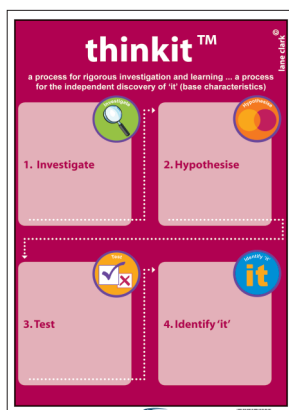 thinkit™
© lane clark
a process for rigorous investigation and learning ... a process
for the independent discovery of 'it' (base characteristics)
Investigate
1. Investigate
Hypothesise
2. Hypothesise
Test
3. Test
Identify 'it'
it
4. Identify 'it'